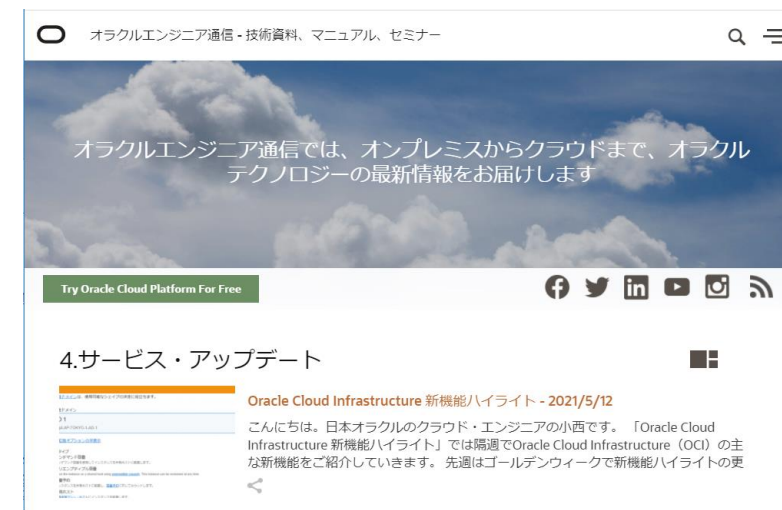 オラクルエンジニア通信 - 技術資料、マニュアル、セミナー
オラクルエンジニア通信では、オンプレミスからクラウドまで、オラクル
テクノロジーの最新情報をお届けします
Try Oracle Cloud Platform For Free
4.サービス・アップデート
Oracle Cloud Infrastructure 新機能ハイライト - 2021/5/12
こんにちは。日本オラクルのクラウド・エンジニアの小西です。 「Oracle Cloud
Infrastructure 新機能ハイライト」では隔週でOracle Cloud Infrastructure（OCI）の主
な新機能をご紹介していきます。 先週はゴールデンウィークで新機能ハイライトの更